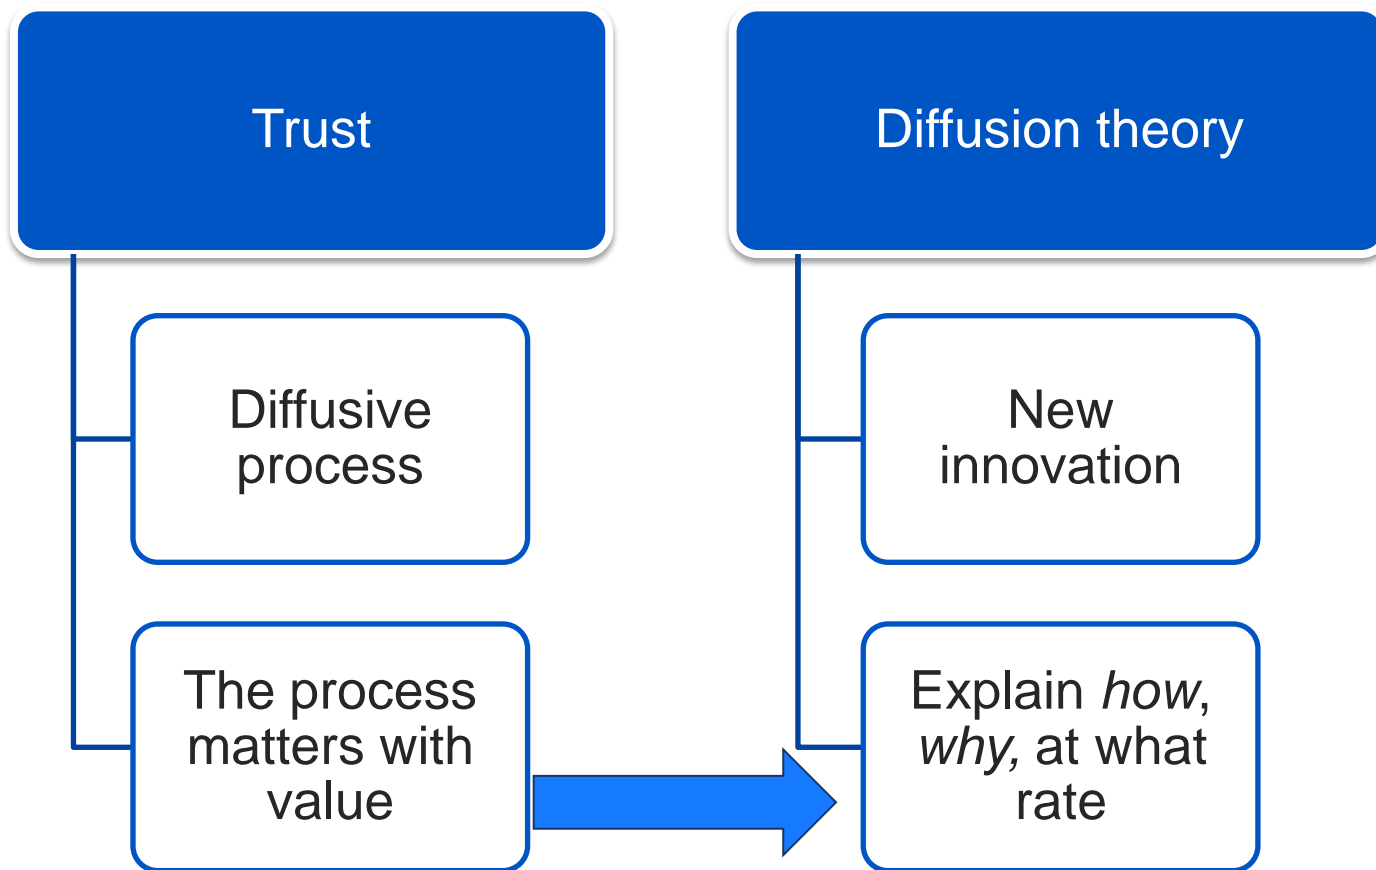 Trust
Diffusion theory
Diffusive
process
New
innovation
The process
matters with
value
Explain how,
why, at what
rate